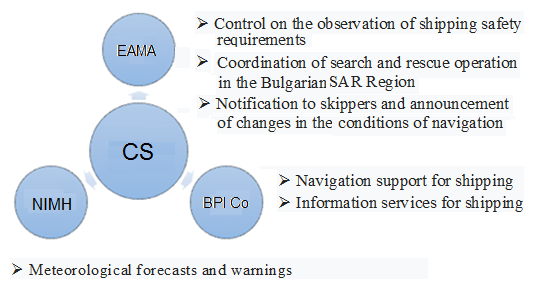 EAMA
➢ Control on the observation of shipping safety
requirements
➢ Coordination of search and rescue operation
in the Bulgarian SAR Region
➢ Notification to skippers and announcement
of changes in the conditions of navigation
CS
NIMH
BPI Co
➢ Navigation support for shipping
➢ Information services for shipping
➢ Meteorological forecasts and warnings